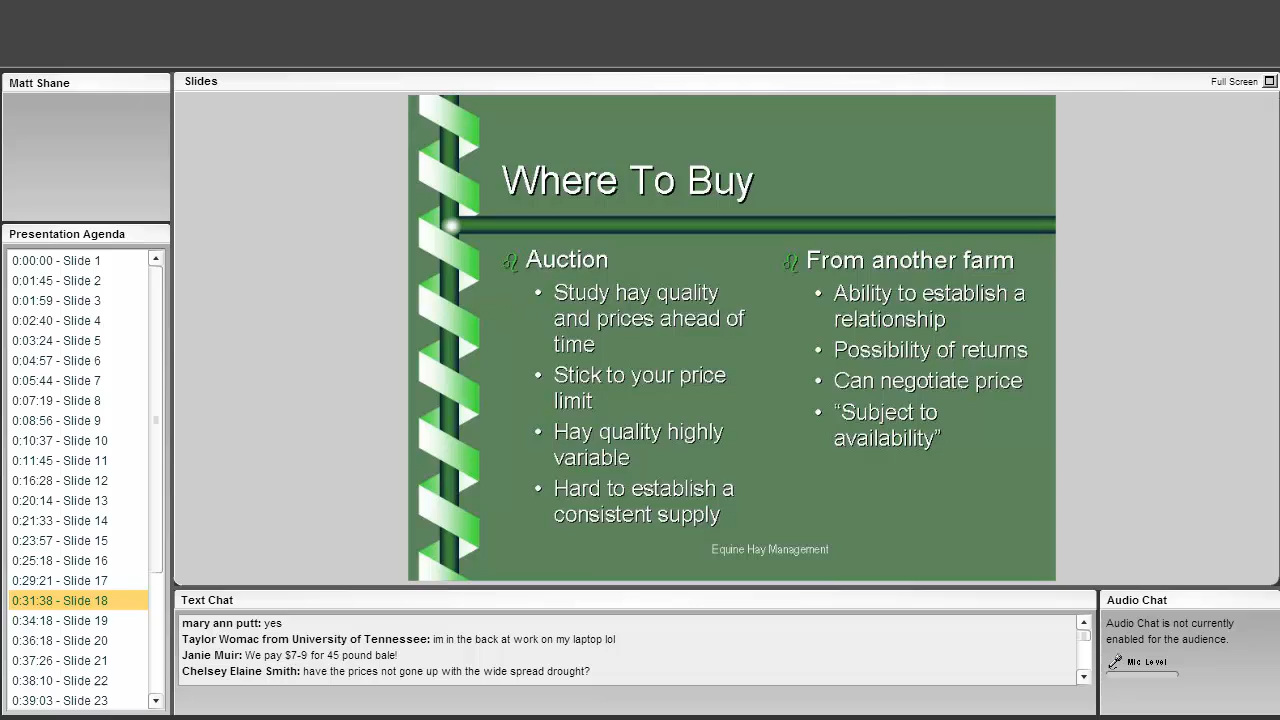 Matt Shane
Presentation Agenda
0:00:00 - Slide 1
0:01:45 - Slide 2
0:01:59 - Slide 3
0:02:40 - Slide 4
0:03:24 - Slide 5
0:04:57 - Slide 6
0:05:44 - Slide 7
0:07:19 - Slide 8
0:08:56 - Slide 9
0:10:37 - Slide 10
0:11:45 - Slide 11
0:16:28 - Slide 12
0:20:14 - Slide 13
0:21:33 - Slide 14
0:23:57 - Slide 15
0:25:18 - Slide 16
0:29:21 - Slide 17
0:31:38 - Slide 18
0:34:18 - Slide 19
0:36:18 - Slide 20
0:37:26 - Slide 21
0:38:10 - Slide 22
0:39:03 - Slide 23
Slides
Full Screen
Where To Buy
Auction
• Study hay quality
and prices ahead of
time
• Stick to your price
limit
• Hay quality highly
variable
• Hard to establish a
consistent supply
From another farm
• Ability to establish a
relationship
• Possibility of returns
• Can negotiate price
• “Subject to
availability”
Equine Hay Management
Text Chat
mary ann putt: yes
Taylor Womac from University of Tennessee: im in the back at work on my laptop lol
Janie Muir: We pay $7-9 for 45 pound bale!
Chelsey Elaine Smith: have the prices not gone up with the wide spread drought?
Audio Chat
Audio Chat is not currently
enabled for the audience.
Mic Level